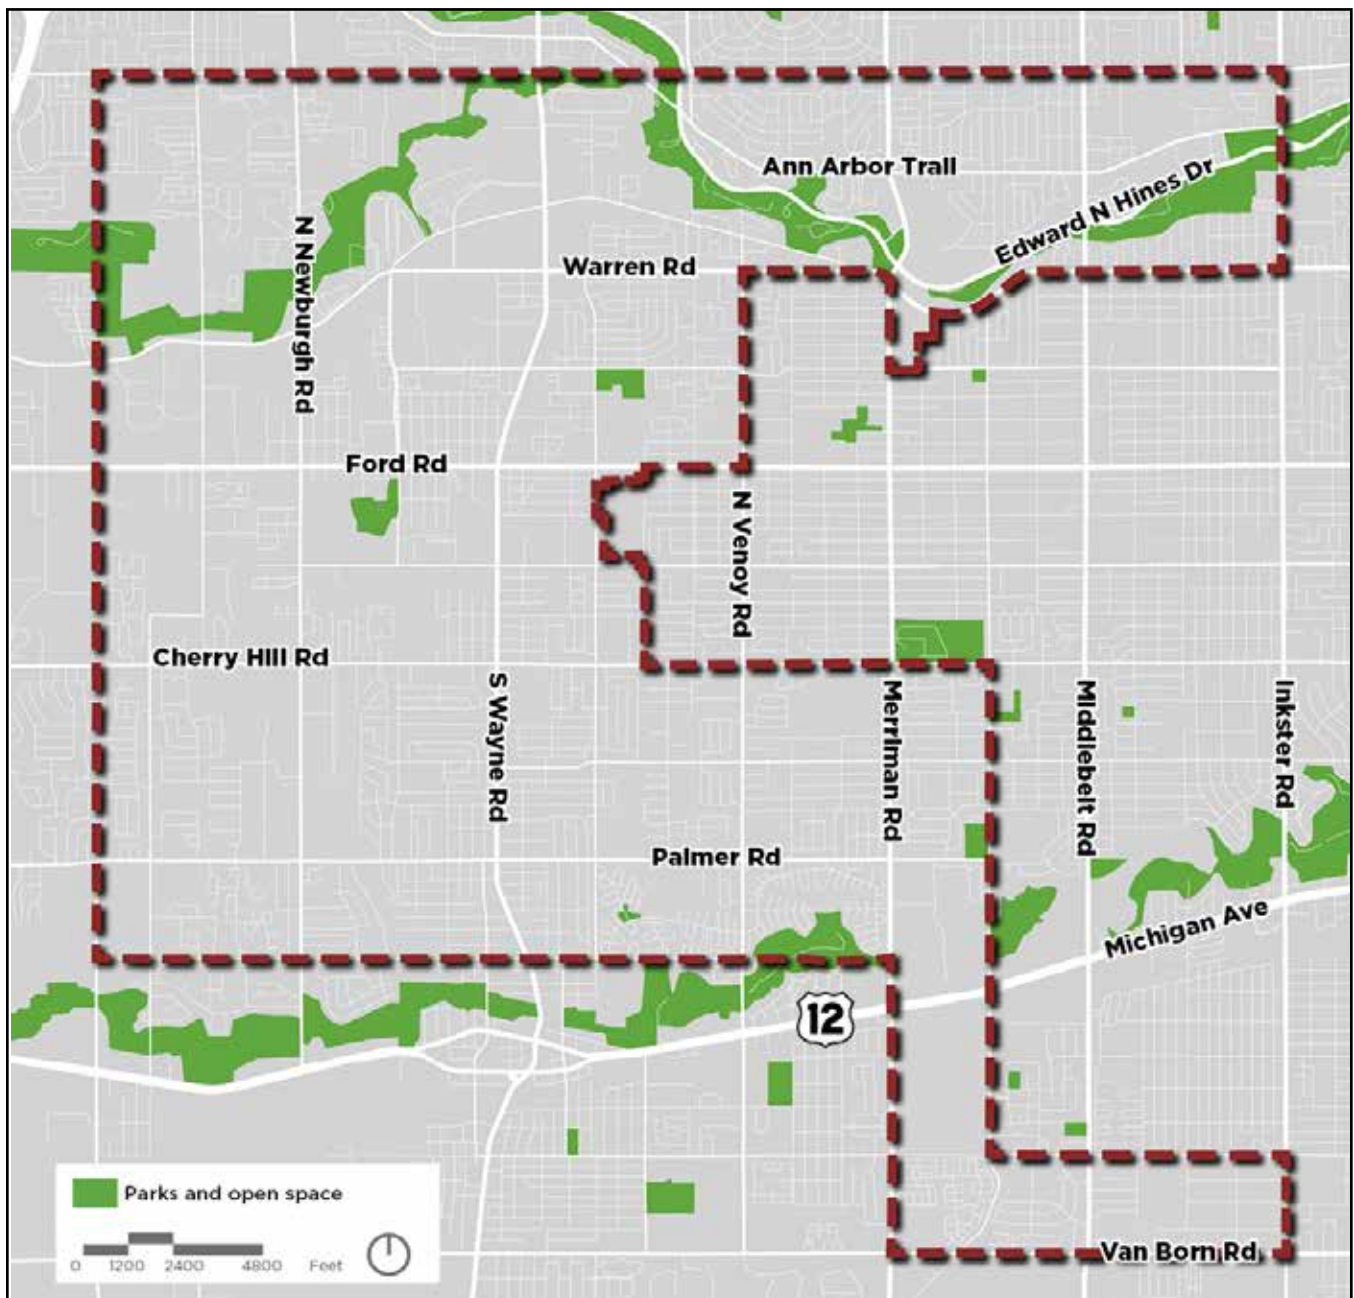 Ann Arbor Trail
Edward N Hines Dr
N Newburgh Rd
Warren Rd
Ford Rd
N Venoy Rd
Cherry Hill Rd
S Wayne Rd
Merriman Rd
Middlebelt Rd
Inkster Rd
Palmer Rd
Michigan Ave
12
Parks and open space
0 1200 2400 4800 Feet
Van Born Rd